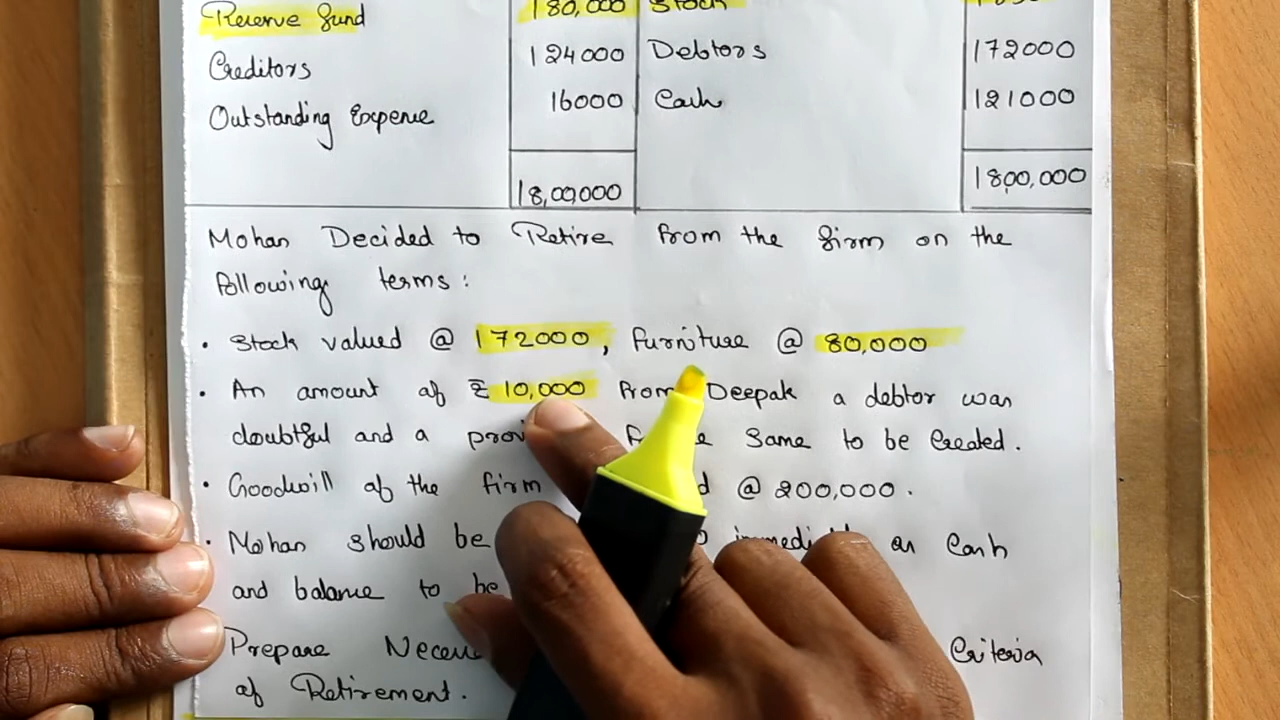 Reserve fund 180,000 Stock
Creditors 124000 Debtors 172000
Outstanding Expense 16000 Cash 121000
18,00,000 1800,000
Mohan Decided to Retire from the firm on the
following terms:
• Stock valued @ 172000, furniture @ 80,000
• An amount of ₹ 10,000 from Deepak a debtor was
doubtful and a same to be Created.
• Goodwill of the firm @ 200,000.
• Mohan should be as Cash
and balance to be
Prepare Criteria
of Retirement.